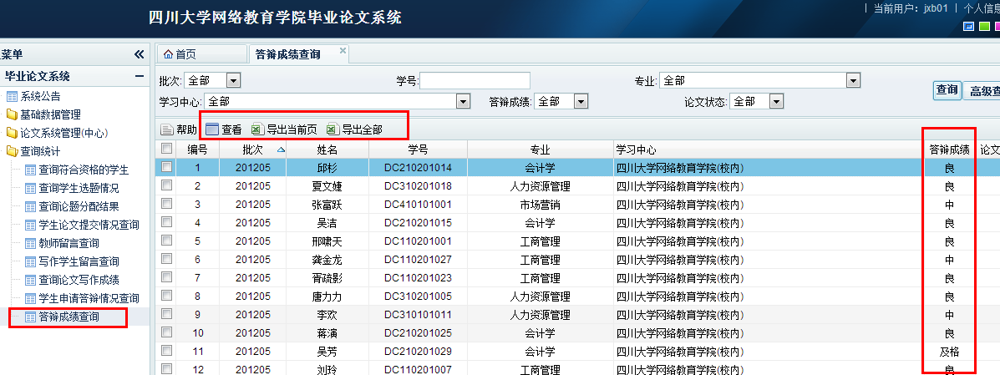 四川大学网络教育学院毕业论文系统
当前用户：jxb01 | 个人信息
菜单
毕业论文系统
系统公告
基础数据管理
论文系统管理(中心)
查询统计
查询符合资格的学生
查询学生选题情况
查询论题分配结果
学生论文提交情况查询
教师留言查询
写作学生留言查询
查询论文写作成绩
学生申请答辩情况查询
答辩成绩查询
首页 答辩成绩查询
批次: 全部 学号: 专业: 全部 查询 高级查
学习中心: 全部 答辩成绩: 全部 论文状态: 全部
帮助 查看 导出当前页 导出全部
编号 批次 姓名 学号 专业 学习中心 答辩成绩 论文
1 201205 邱杉 DC210201014 会计学 四川大学网络教育学院(校内) 良
2 201205 夏文婕 DC310201018 人力资源管理 四川大学网络教育学院(校内) 良
3 201205 张富跃 DC410101001 市场营销 四川大学网络教育学院(校内) 中
4 201205 吴洁 DC210201015 会计学 四川大学网络教育学院(校内) 良
5 201205 邢啸天 DC110201001 工商管理 四川大学网络教育学院(校内) 良
6 201205 龚金龙 DC110201027 工商管理 四川大学网络教育学院(校内) 中
7 201205 胥疏影 DC110201023 工商管理 四川大学网络教育学院(校内) 良
8 201205 唐力力 DC310201005 人力资源管理 四川大学网络教育学院(校内) 良
9 201205 李欢 DC310101011 人力资源管理 四川大学网络教育学院(校内) 中
10 201205 蒋演 DC210201025 会计学 四川大学网络教育学院(校内) 良
11 201205 吴芳 DC210201029 会计学 四川大学网络教育学院(校内) 及格
12 201205 刘玲 DC110201007 工商管理 四川大学网络教育学院(校内) 良